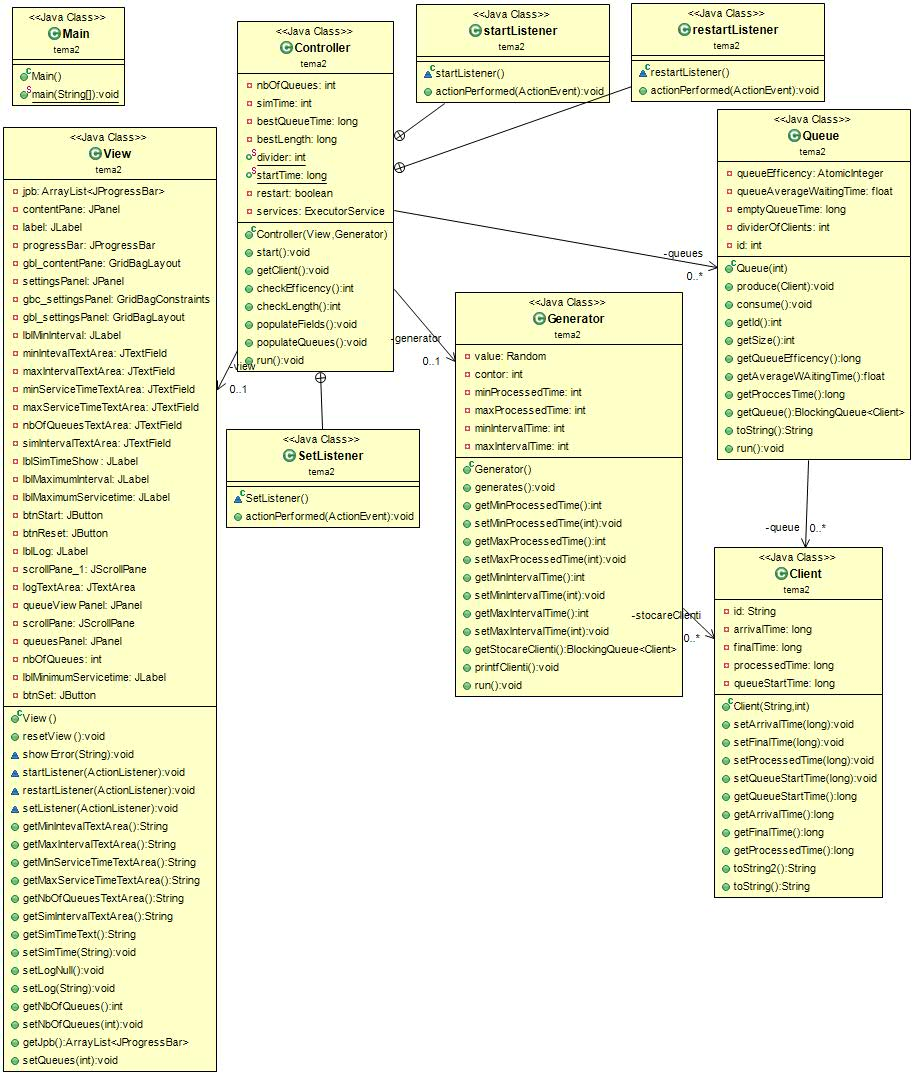 <<Java Class>>
Main
tema2
Main()
main(String[]):void
<<Java Class>>
View
tema2
jpb: ArrayList<JProgressBar>
contentPane: JPanel
label: JLabel
progressBar: JProgressBar
gbl_contentPane: GridBagLayout
settingsPanel: JPanel
gbc_settingsPanel: GridBagConstraints
gbl_settingsPanel: GridBagLayout
lblMinInterval: JLabel
minIntevalTextArea: JTextField
maxIntervalTextArea: JTextField
minServiceTimeTextArea: JTextField
maxServiceTimeTextArea: JTextField
nbOfQueuesTextArea: JTextField
simIntervalTextArea: JTextField
lblSimTimeShow: JLabel
lblMaximumInterval: JLabel
lblMaximumServicetime: JLabel
btnStart: JButton
btnReset: JButton
lblLog: JLabel
scrollPane_1: JScrollPane
logTextArea: JTextArea
queueViewPanel: JPanel
scrollPane: JScrollPane
queuesPanel: JPanel
nbOfQueues: int
lblMinimumServicetime: JLabel
btnSet: JButton
View()
resetView():void
showError(String):void
startListener(ActionListener):void
restartListener(ActionListener):void
setListener(ActionListener):void
getMinIntevalTextArea():String
getMaxIntervalTextArea():String
getMinServiceTimeTextArea():String
getMaxServiceTimeTextArea():String
getNbOfQueuesTextArea():String
getSimIntervalTextArea():String
getSimTimeText():String
setSimTime(String):void
setLogNull():void
setLog(String):void
getNbOfQueues():int
setNbOfQueues(int):void
getJpb():ArrayList<JProgressBar>
setQueues(int):void
<<Java Class>>
Controller
tema2
nbOfQueues: int
simTime: int
bestQueueTime: long
bestLength: long
divider: int
startTime: long
restart: boolean
services: ExecutorService
Controller(View,Generator)
start():void
getClient():void
checkEfficency():int
checkLength():int
populateFields():void
populateQueues():void
run():void
-view
0..1
-generator
0..1
<<Java Class>>
startListener
tema2
startListener()
actionPerformed(ActionEvent):void
<<Java Class>>
restartListener
tema2
restartListener()
actionPerformed(ActionEvent):void
<<Java Class>>
SetListener
tema2
SetListener()
actionPerformed(ActionEvent):void
<<Java Class>>
Generator
tema2
value: Random
contor: int
minProcessedTime: int
maxProcessedTime: int
minIntervalTime: int
maxIntervalTime: int
Generator()
generates():void
getMinProcessedTime():int
setMinProcessedTime(int):void
getMaxProcessedTime():int
setMaxProcessedTime(int):void
getMinIntervalTime():int
setMinIntervalTime(int):void
getMaxIntervalTime():int
setMaxIntervalTime(int):void
getStocareClienti():BlockingQueue<Client>
printfClienti():void
run():void
-stocareClienti
0..*
-queues
0..*
<<Java Class>>
Queue
tema2
queueEfficency: AtomicInteger
queueAverageWaitingTime: float
emptyQueueTime: long
dividerOfClients: int
id: int
Queue(int)
produce(Client):void
consume():void
getId():int
getSize():int
getQueueEfficency():long
getAverageWAitingTime():float
getProccesTime():long
getQueue():BlockingQueue<Client>
toString():String
run():void
-queue
0..*
<<Java Class>>
Client
tema2
id: String
arrivalTime: long
finalTime: long
processedTime: long
queueStartTime: long
Client(String,int)
setArrivalTime(long):void
setFinalTime(long):void
setProcessedTime(long):void
setQueueStartTime(long):void
getQueueStartTime():long
getArrivalTime():long
getFinalTime():long
getProcessedTime():long
toString2():String
toString():String